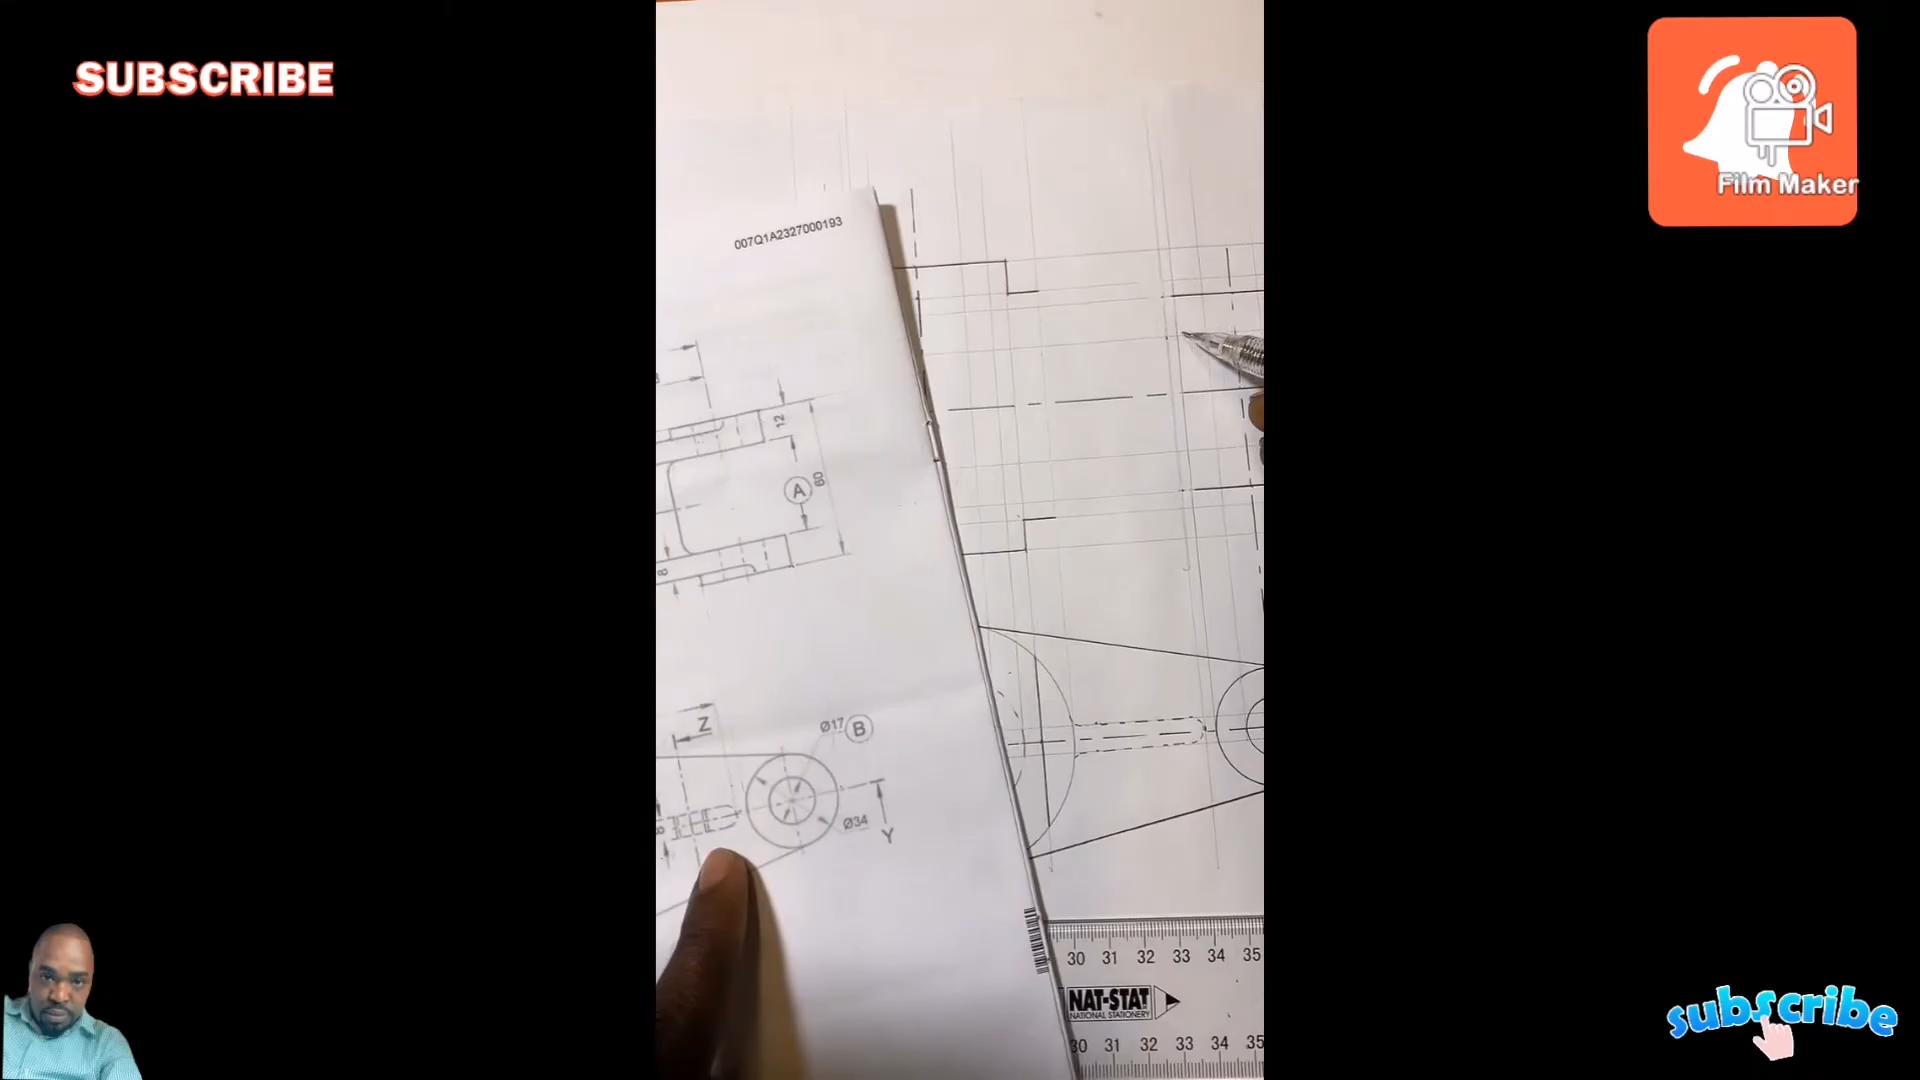 SUBSCRIBE
Film Maker
007Q1A2327000193
12
A
60
8
Z
Ø17 B
Ø34
Y
8
30 31 32 33 34 35
NAT-STAT
NATIONAL STATIONERY
30 31 32 33 34 35
subscribe